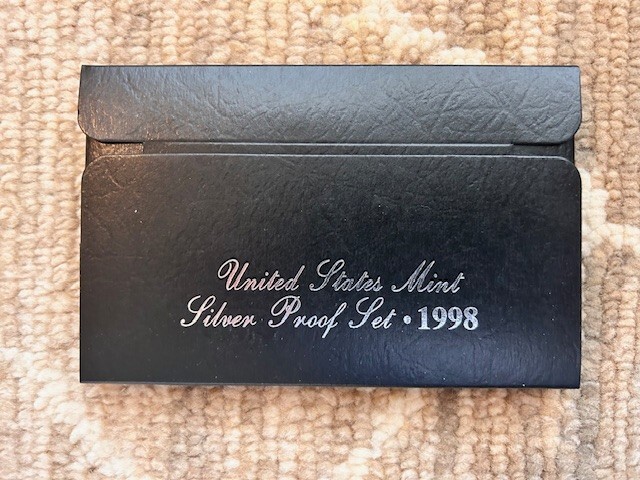 United States Mint
Silver Proof Set • 1998